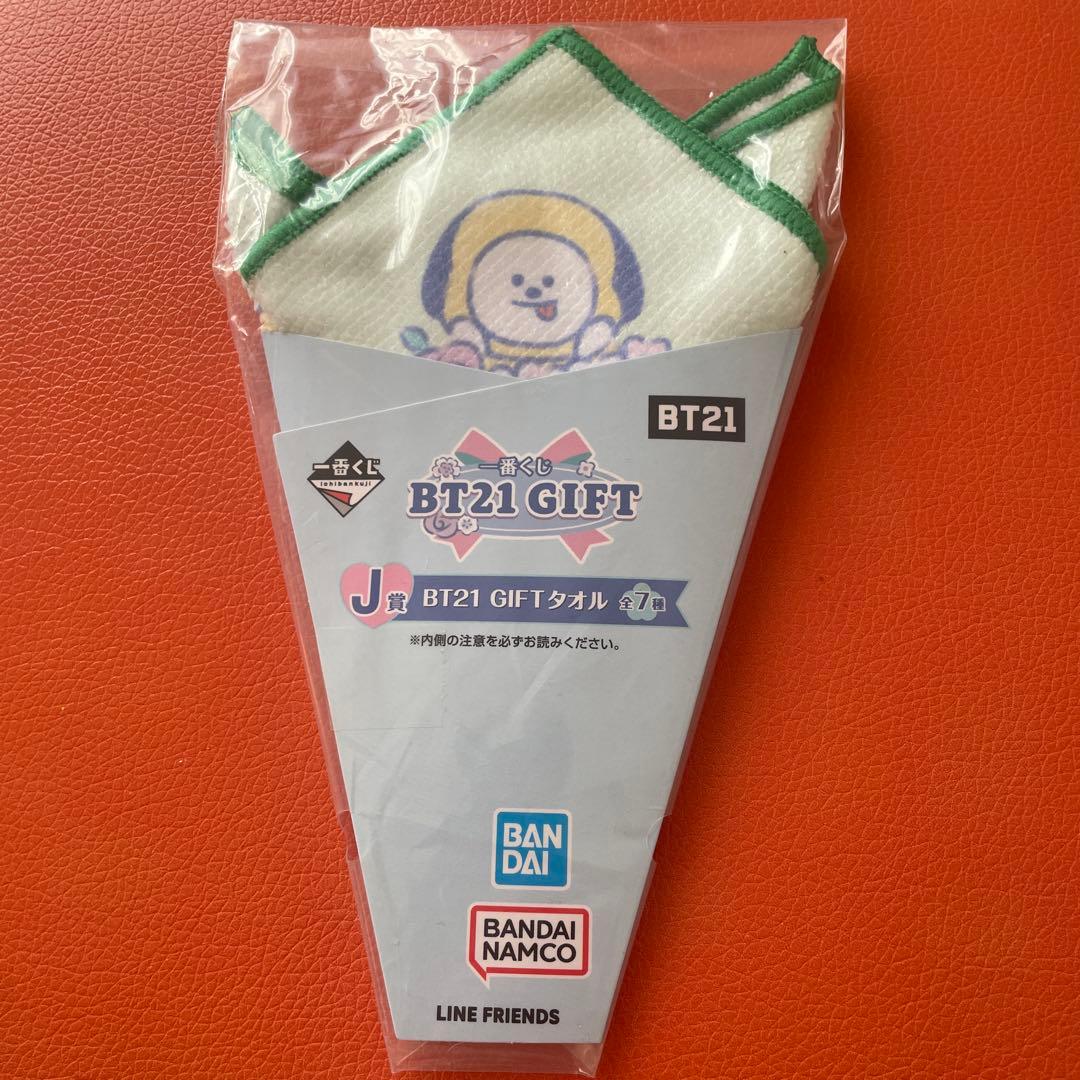 BT21
一番くじ
ichibankuji
一番くじ
BT21 GIFT
J賞 BT21 GIFTタオル 全7種
※内側の注意を必ずお読みください。
BAN
DAI
BANDAI
NAMCO
LINE FRIENDS